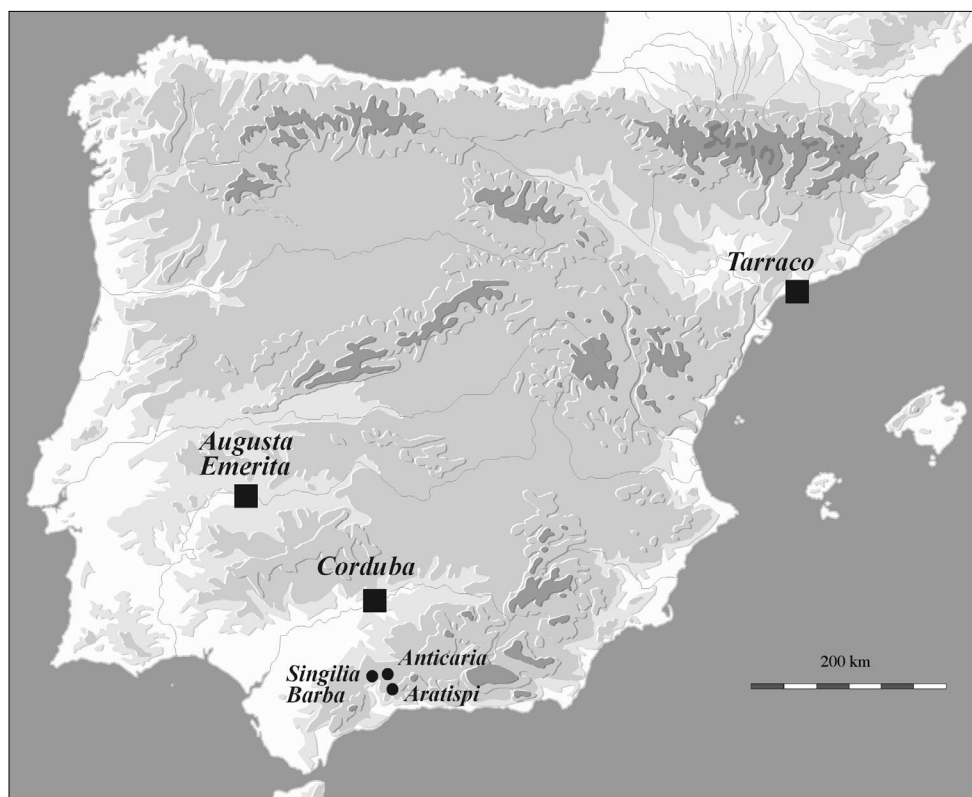 Tarraco
Augusta
Emerita
Corduba
Singilia
Barba
Anticaria
Aratispi
200 km